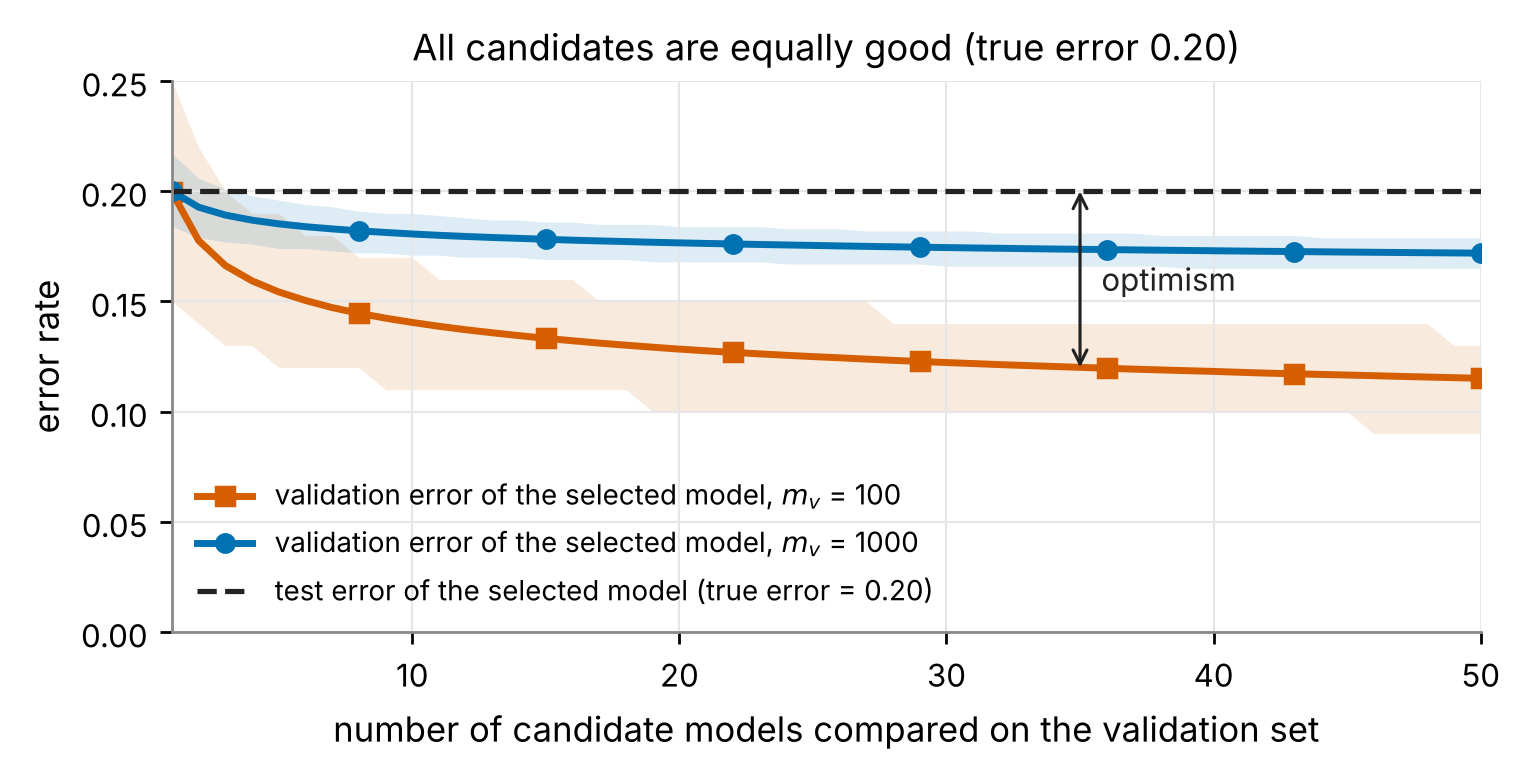 All candidates are equally good (true error 0.20)
0.25
0.20
0.15
0.10
0.05
0.00
error rate
optimism
validation error of the selected model, mᵥ = 100
validation error of the selected model, mᵥ = 1000
test error of the selected model (true error = 0.20)
10
20
30
40
50
number of candidate models compared on the validation set